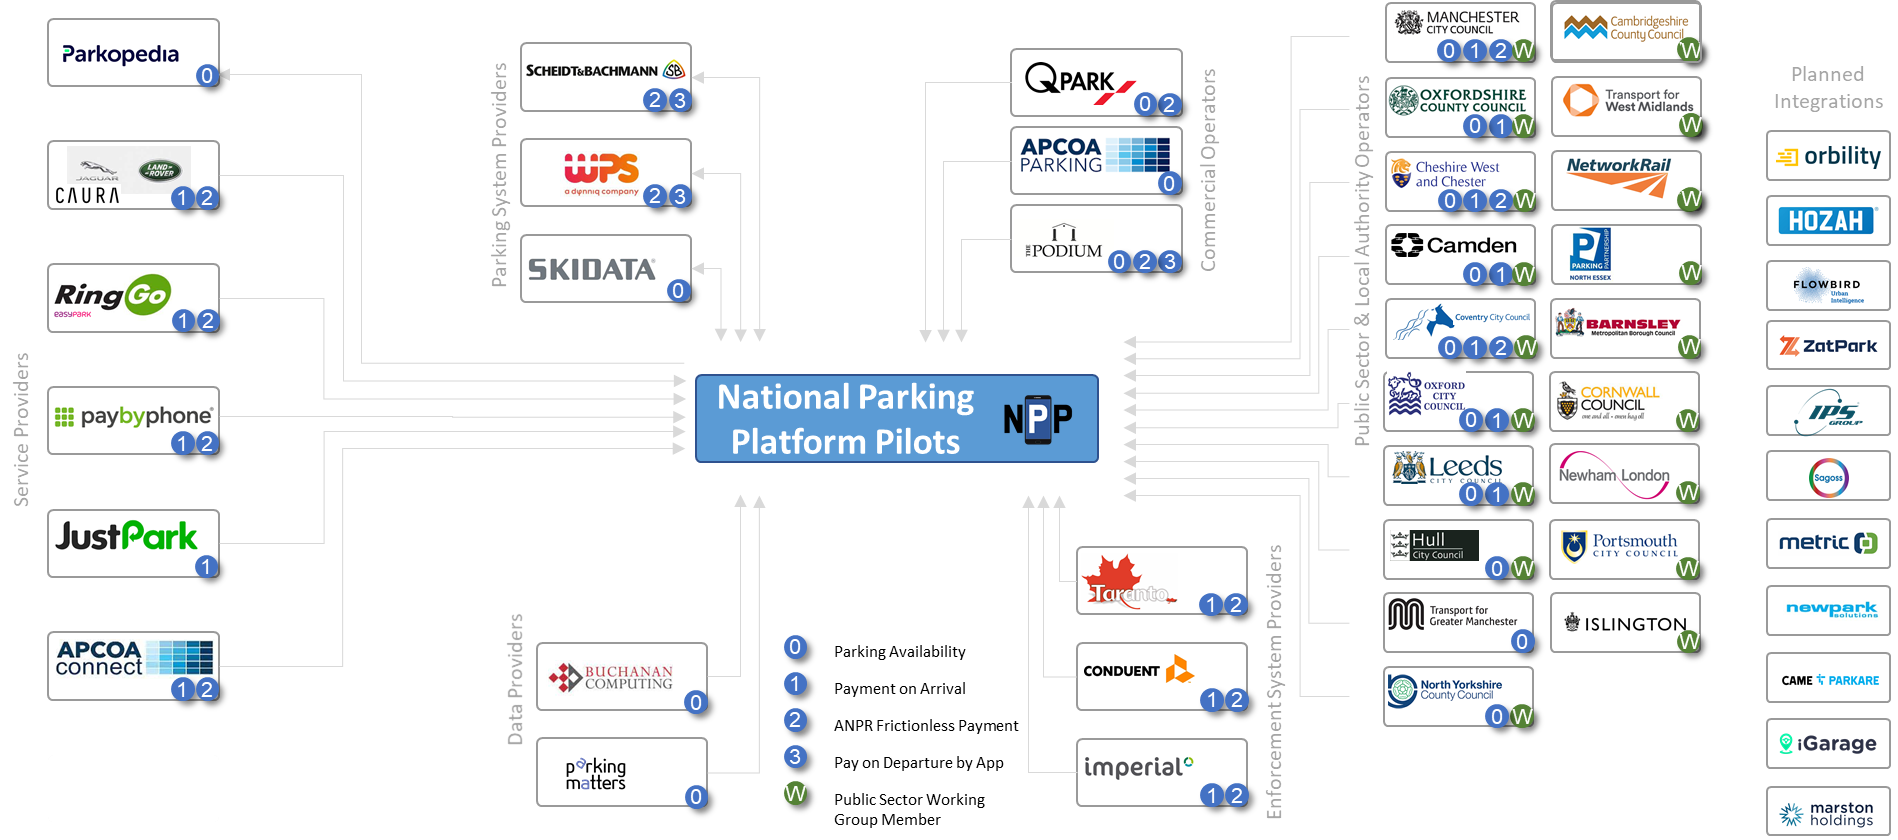 Service Providers
Parkopedia
0
JAGUAR
LAND-
ROVER
CAURA
1 2
RingGo
easyPark
1 2
paybyphone
1 2
JustPark
1
APCOA
connect
1 2
Parking System Providers
SCHEIDT&BACHMANN SB
2 3
WPS
a dynniq company
2 3
SKIDATA
0
Commercial Operators
QPARK
0 2
APCOA
PARKING
0
THE PODIUM
0 2 3
National Parking
Platform Pilots
NPP
Data Providers
BUCHANAN
COMPUTING
0
parking
matters
0
0 Parking Availability
1 Payment on Arrival
2 ANPR Frictionless Payment
3 Pay on Departure by App
W Public Sector Working
Group Member
Enforcement System Providers
Taranto
1 2
CONDUENT
1 2
imperial
1 2
Public Sector & Local Authority Operators
MANCHESTER
CITY COUNCIL
0 1 2 W
OXFORDSHIRE
COUNTY COUNCIL
0 1 W
Cheshire West
and Chester
0 1 2 W
Camden
0 1 W
Coventry City Council
0 1 2 W
OXFORD
CITY
COUNCIL
0 1 W
Leeds
CITY COUNCIL
0 1 W
Hull
City Council
0 W
Transport for
Greater Manchester
0
North Yorkshire
County Council
0 W
Cambridgeshire
County Council
W
Transport for
West Midlands
W
NetworkRail
W
P
PARKING
PARTNERSHIP
NORTH ESSEX
W
BARNSLEY
Metropolitan Borough Council
W
CORNWALL
COUNCIL
one and all • onen hag oll
W
Newham London
W
Portsmouth
CITY COUNCIL
W
ISLINGTON
W
Planned
Integrations
orbility
HOZAH
FLOWBIRD
Urban
Intelligence
ZatPark
IPS
GROUP
Sagoss
metric
newpark
solutions
CAME PARKARE
iGarage
marston
holdings